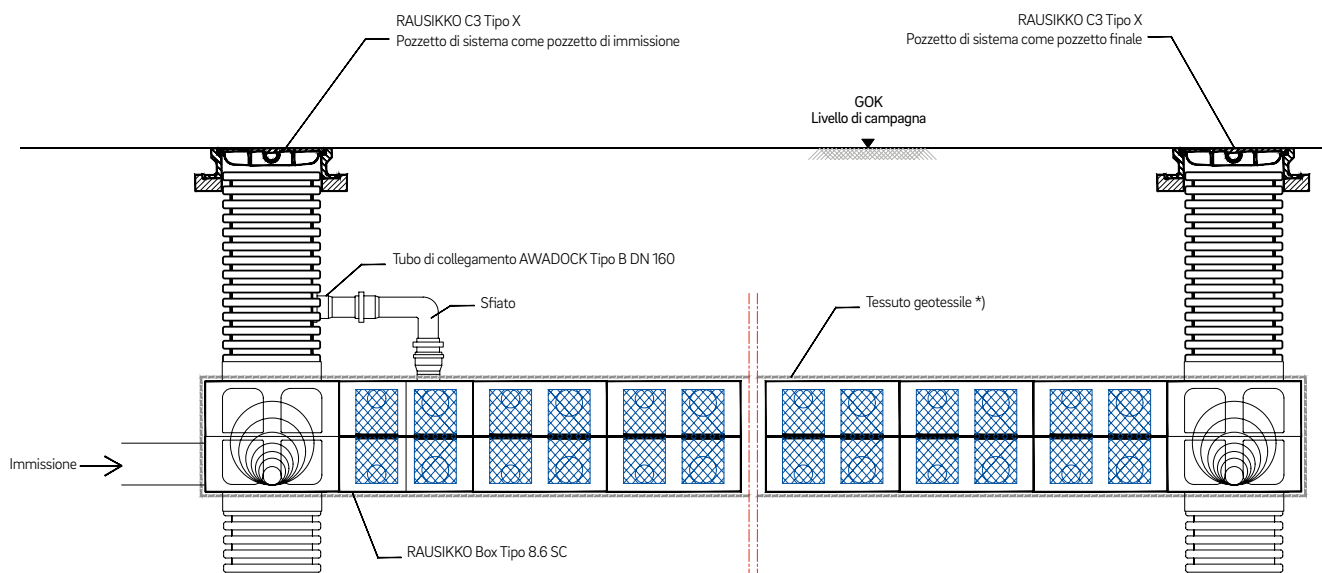 RAUSIKKO C3 Tipo X
Pozzetto di sistema come pozzetto di immissione
RAUSIKKO C3 Tipo X
Pozzetto di sistema come pozzetto finale
GOK
Livello di campagna
Tubo di collegamento AWADOCK Tipo B DN 160
Sfiato
Tessuto geotessile *)
Immissione
RAUSIKKO Box Tipo 8.6 SC